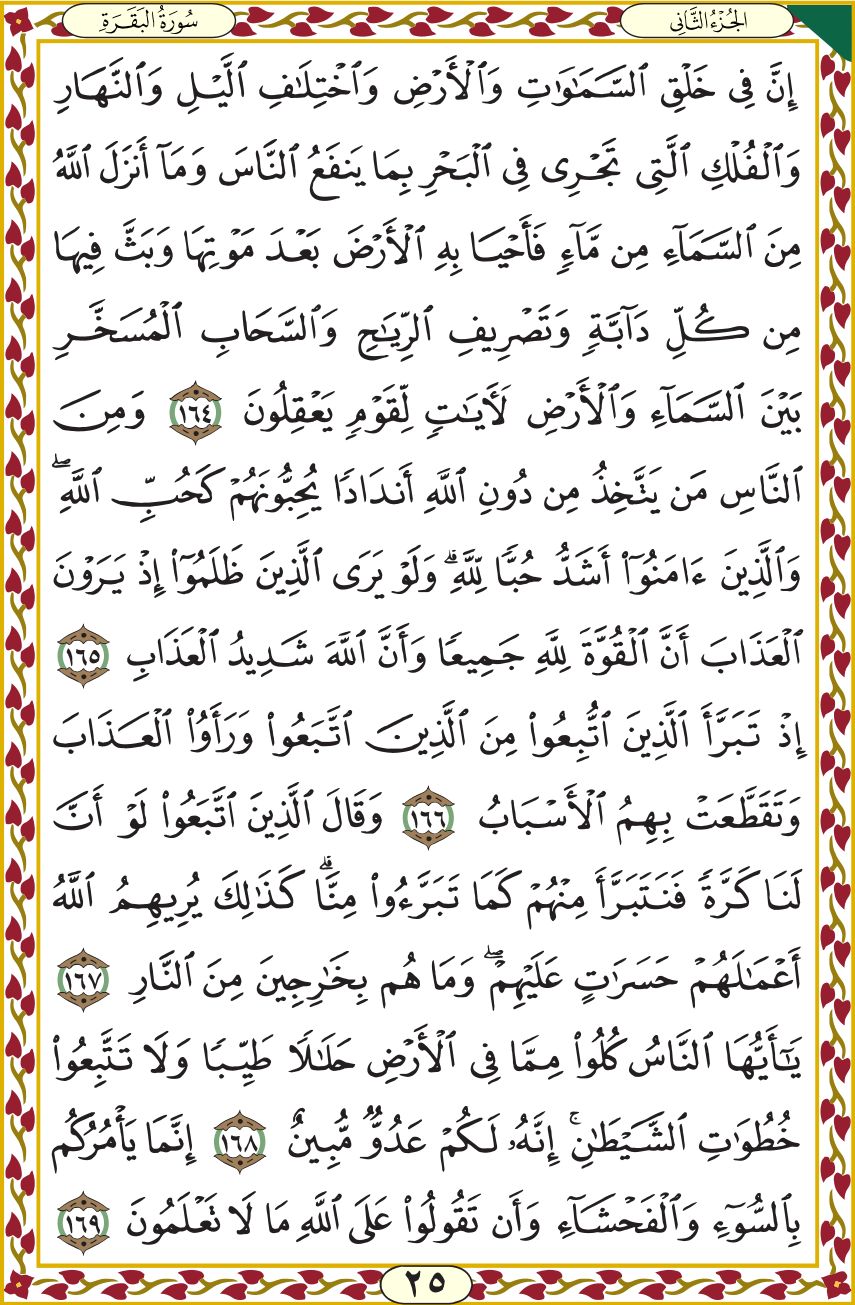 الجُزْءُ الثَّانِي
سُورَةُ البَقَرَةِ
إِنَّ فِي خَلْقِ ٱلسَّمَـٰوَٰتِ وَٱلْأَرْضِ وَٱخْتِلَـٰفِ ٱلَّيْلِ وَٱلنَّهَارِ
وَٱلْفُلْكِ ٱلَّتِى تَجْرِى فِى ٱلْبَحْرِ بِمَا يَنفَعُ ٱلنَّاسَ وَمَآ أَنزَلَ ٱللَّهُ
مِنَ ٱلسَّمَآءِ مِن مَّآءٍ فَأَحْيَا بِهِ ٱلْأَرْضَ بَعْدَ مَوْتِهَا وَبَثَّ فِيهَا
مِن كُلِّ دَآبَّةٍ وَتَصْرِيفِ ٱلرِّيَـٰحِ وَٱلسَّحَابِ ٱلْمُسَخَّرِ
بَيْنَ ٱلسَّمَآءِ وَٱلْأَرْضِ لَـَٔايَـٰتٍ لِّقَوْمٍ يَعْقِلُونَ ١٦٤ وَمِنَ
ٱلنَّاسِ مَن يَتَّخِذُ مِن دُونِ ٱللَّهِ أَندَادًا يُحِبُّونَهُمْ كَحُبِّ ٱللَّهِ ۖ
وَٱلَّذِينَ ءَامَنُوٓا۟ أَشَدُّ حُبًّا لِّلَّهِ ۗ وَلَوْ يَرَى ٱلَّذِينَ ظَلَمُوٓا۟ إِذْ يَرَوْنَ
ٱلْعَذَابَ أَنَّ ٱلْقُوَّةَ لِلَّهِ جَمِيعًا وَأَنَّ ٱللَّهَ شَدِيدُ ٱلْعَذَابِ ١٦٥
إِذْ تَبَرَّأَ ٱلَّذِينَ ٱتُّبِعُوا۟ مِنَ ٱلَّذِينَ ٱتَّبَعُوا۟ وَرَأَوُا۟ ٱلْعَذَابَ
وَتَقَطَّعَتْ بِهِمُ ٱلْأَسْبَابُ ١٦٦ وَقَالَ ٱلَّذِينَ ٱتَّبَعُوا۟ لَوْ أَنَّ
لَنَا كَرَّةً فَنَتَبَرَّأَ مِنْهُمْ كَمَا تَبَرَّءُوا۟ مِنَّا ۗ كَذَٰلِكَ يُرِيهِمُ ٱللَّهُ
أَعْمَـٰلَهُمْ حَسَرَٰتٍ عَلَيْهِمْ ۖ وَمَا هُم بِخَـٰرِجِينَ مِنَ ٱلنَّارِ ١٦٧
يَـٰٓأَيُّهَا ٱلنَّاسُ كُلُوا۟ مِمَّا فِى ٱلْأَرْضِ حَلَـٰلًا طَيِّبًا وَلَا تَتَّبِعُوا۟
خُطُوَٰتِ ٱلشَّيْطَـٰنِ ۚ إِنَّهُۥ لَكُمْ عَدُوٌّ مُّبِينٌ ١٦٨ إِنَّمَا يَأْمُرُكُم
بِٱلسُّوٓءِ وَٱلْفَحْشَآءِ وَأَن تَقُولُوا۟ عَلَى ٱللَّهِ مَا لَا تَعْلَمُونَ ١٦٩
٢٥